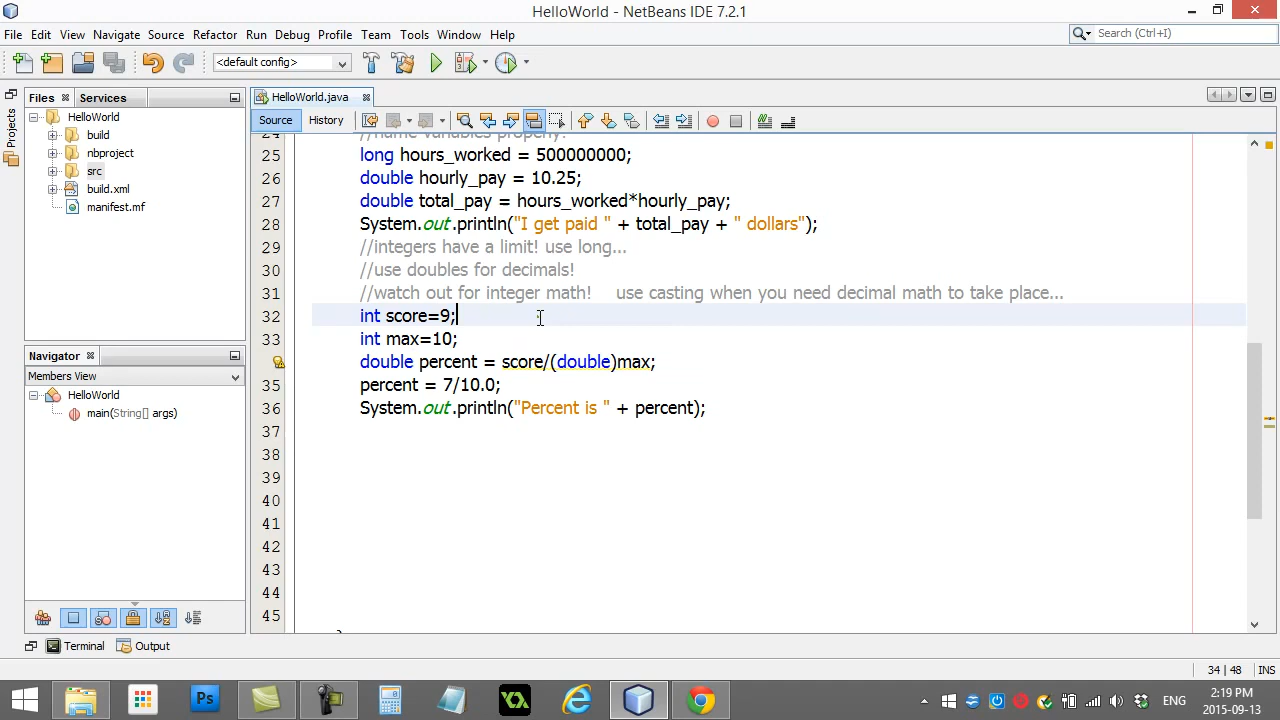 HelloWorld - NetBeans IDE 7.2.1
File Edit View Navigate Source Refactor Run Debug Profile Team Tools Window Help
Search (Ctrl+I)
<default config>
Projects
Files
Services
HelloWorld
build
nbproject
src
build.xml
manifest.mf
Navigator
Members View
HelloWorld
main(String[] args)
HelloWorld.java
Source
History
24 //name variables properly!
25 long hours_worked = 500000000;
26 double hourly_pay = 10.25;
27 double total_pay = hours_worked*hourly_pay;
28 System.out.println("I get paid " + total_pay + " dollars");
29 //integers have a limit! use long...
30 //use doubles for decimals!
31 //watch out for integer math! use casting when you need decimal math to take place...
32 int score=9;
33 int max=10;
double percent = score/(double)max;
35 percent = 7/10.0;
36 System.out.println("Percent is " + percent);
37
38
39
40
41
42
43
44
45 }
Terminal
Output
34 | 48
INS
Ps
ENG
2:19 PM
2015-09-13